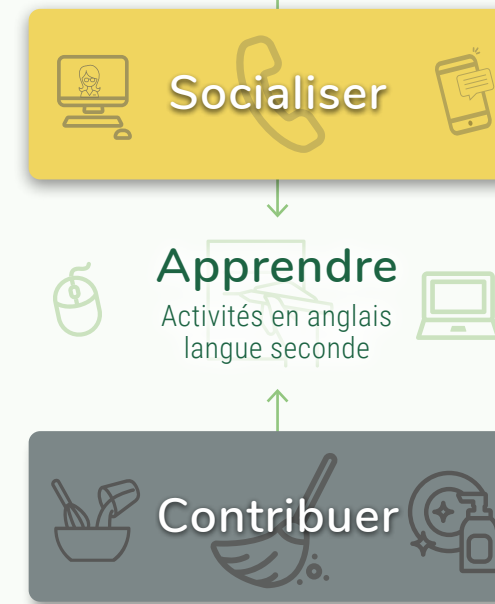 Socialiser
Apprendre
Activités en anglais
langue seconde
Contribuer